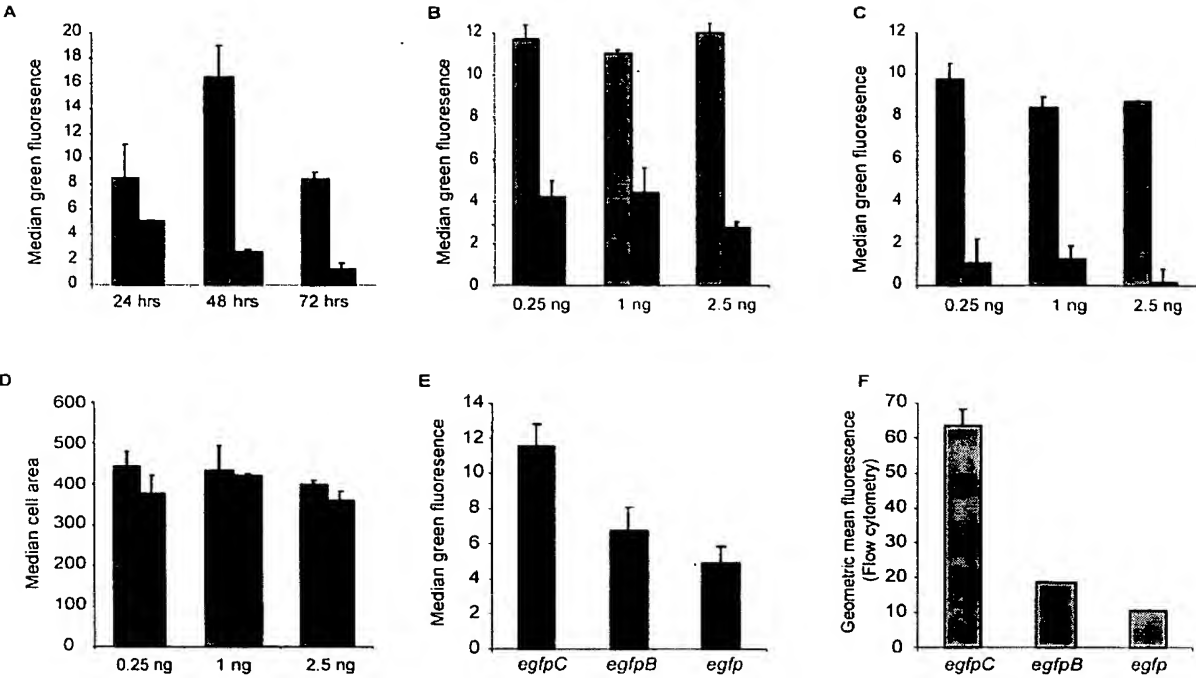 A
Median green fluoresence
20
18
16
14
12
10
8
6
4
2
0
24 hrs 48 hrs 72 hrs
B
Median green fluoresence
12
10
8
6
4
2
0
0.25 ng 1 ng 2.5 ng
C
Median green fluoresence
12
10
8
6
4
2
0
0.25 ng 1 ng 2.5 ng
D
Median cell area
600
500
400
300
200
100
0
0.25 ng 1 ng 2.5 ng
E
Median green fluoresence
14
12
10
8
6
4
2
0
egfpC egfpB egfp
F
Geometric mean fluorescence
(Flow cytometry)
70
60
50
40
30
20
10
0
egfpC egfpB egfp